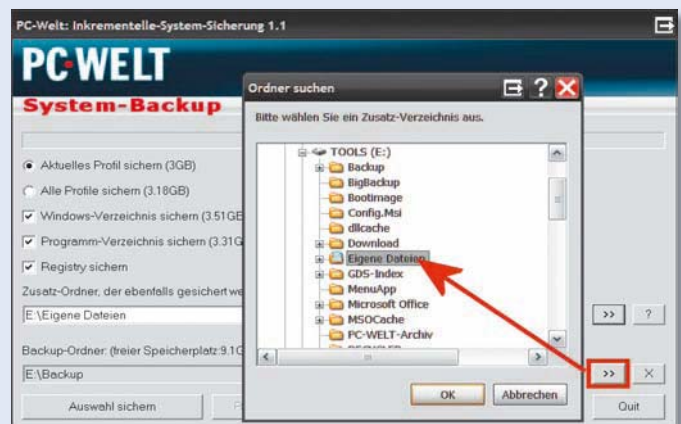 PC-Welt: Inkrementelle-System-Sicherung 1.1
PC WELT
System-Backup
Aktuelles Profil sichern (3GB)
Alle Profile sichern (3.18GB)
Windows-Verzeichnis sichern (3.51GB
Programm-Verzeichnis sichern (3.31G
Registry sichern
Zusatz-Ordner, der ebenfalls gesichert we
E:\Eigene Dateien
>> ?
Backup-Ordner: (freier Speicherplatz:9.1G
E:\Backup
>> X
Auswahl sichern
Quit
Ordner suchen
?
Bitte wählen Sie ein Zusatz-Verzeichnis aus.
TOOLS (E:)
Backup
BigBackup
Bootimage
Config.Msi
dllcache
Download
Eigene Dateien
GDS-Index
MenuApp
Microsoft Office
MSOCache
PC-WELT-Archiv
OK
Abbrechen